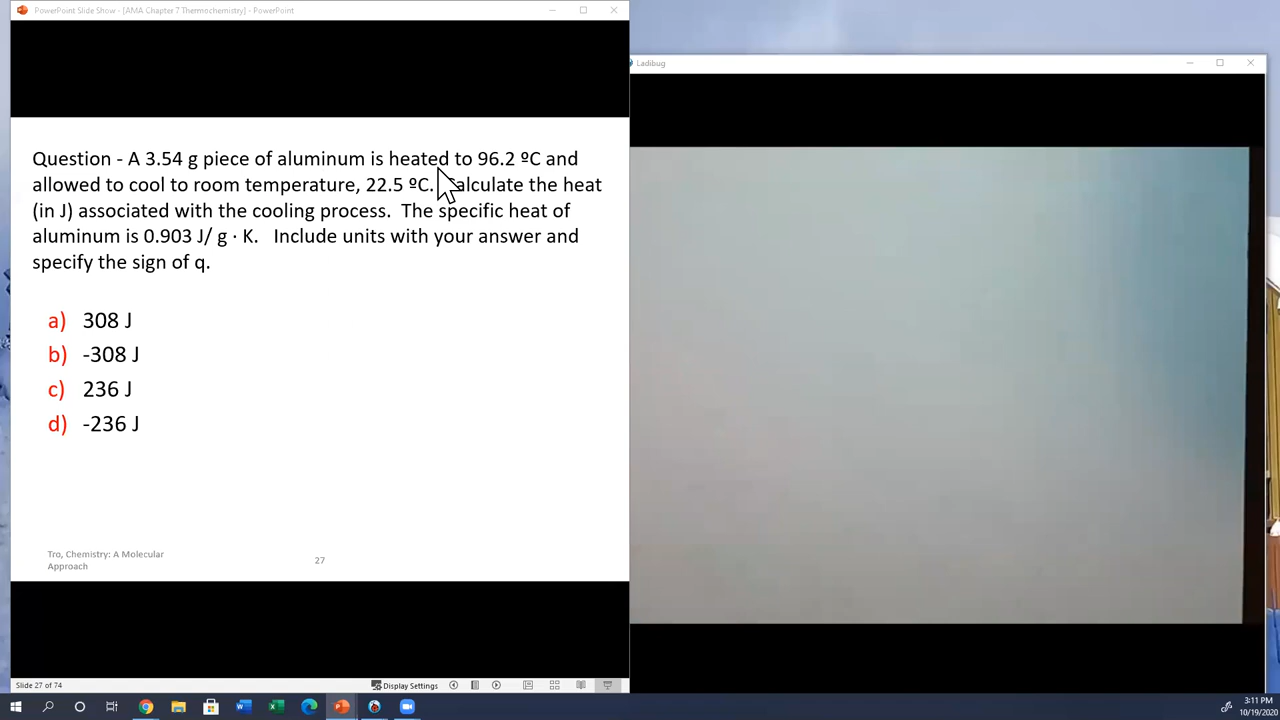 PowerPoint Slide Show - [AMA Chapter 7 Thermochemistry] - PowerPoint
Ladibug
Question - A 3.54 g piece of aluminum is heated to 96.2 ºC and
allowed to cool to room temperature, 22.5 ºC. Calculate the heat
(in J) associated with the cooling process. The specific heat of
aluminum is 0.903 J/ g · K. Include units with your answer and
specify the sign of q.
a) 308 J
b) -308 J
c) 236 J
d) -236 J
Tro, Chemistry: A Molecular
Approach
27
Slide 27 of 74
Display Settings
3:11 PM
10/19/2020